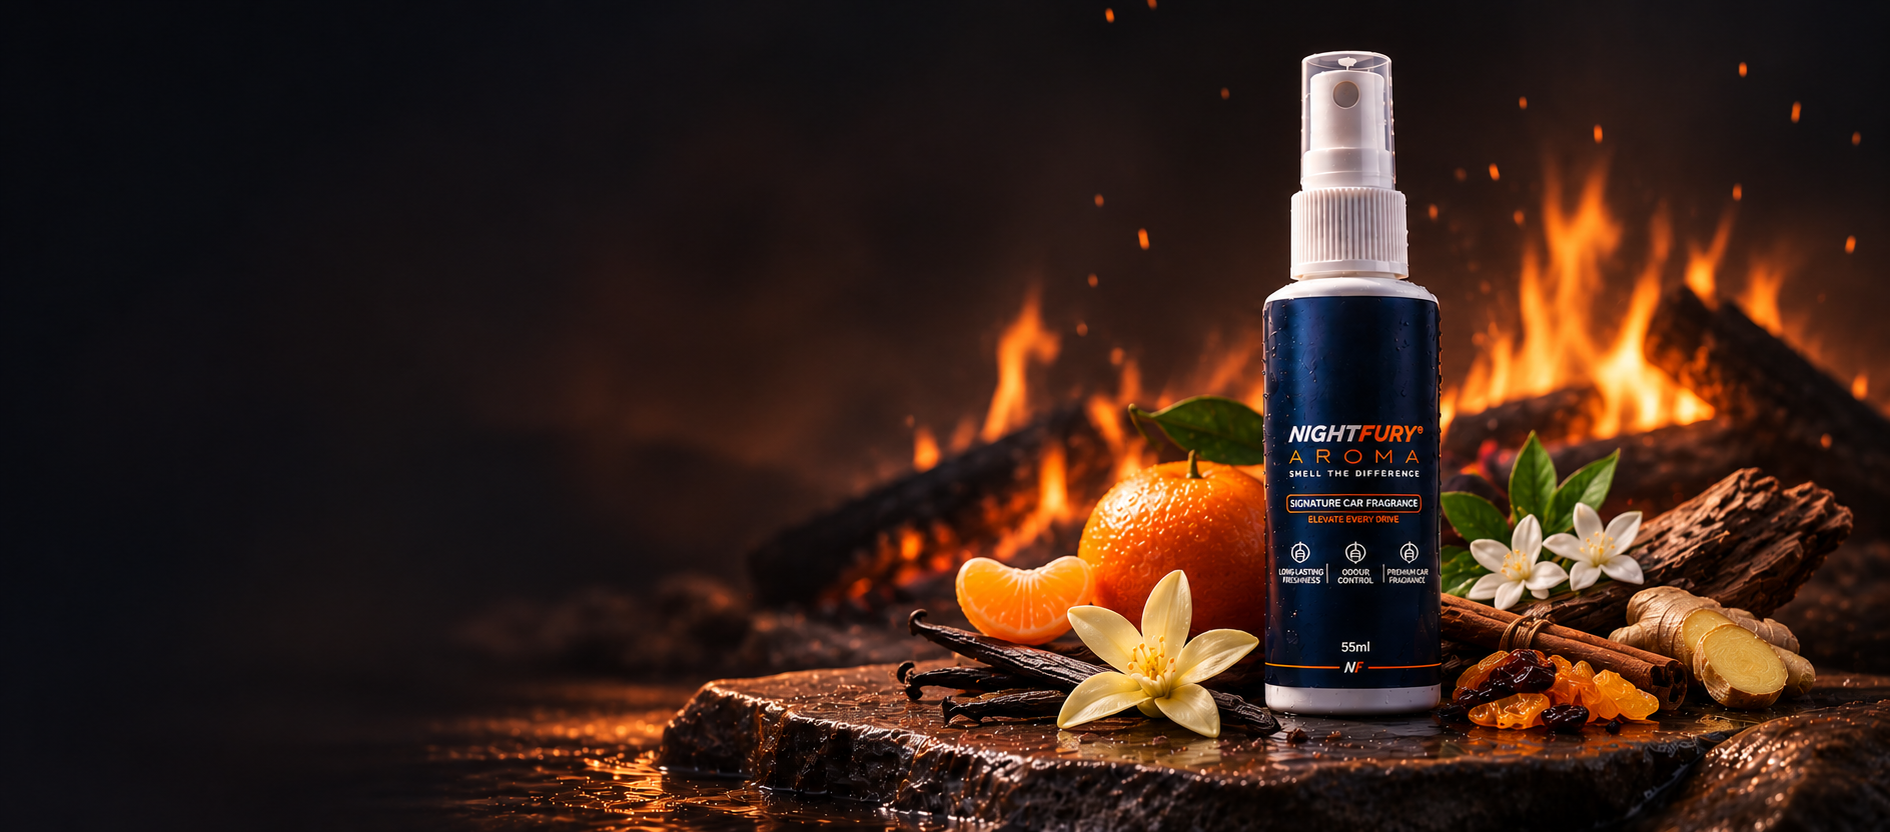 NIGHTFURY®
AROMA
SMELL THE DIFFERENCE
SIGNATURE CAR FRAGRANCE
ELEVATE EVERY DRIVE
LONG LASTING FRESHNESS
ODOUR CONTROL
PREMIUM CAR FRAGRANCE
55ml
NF